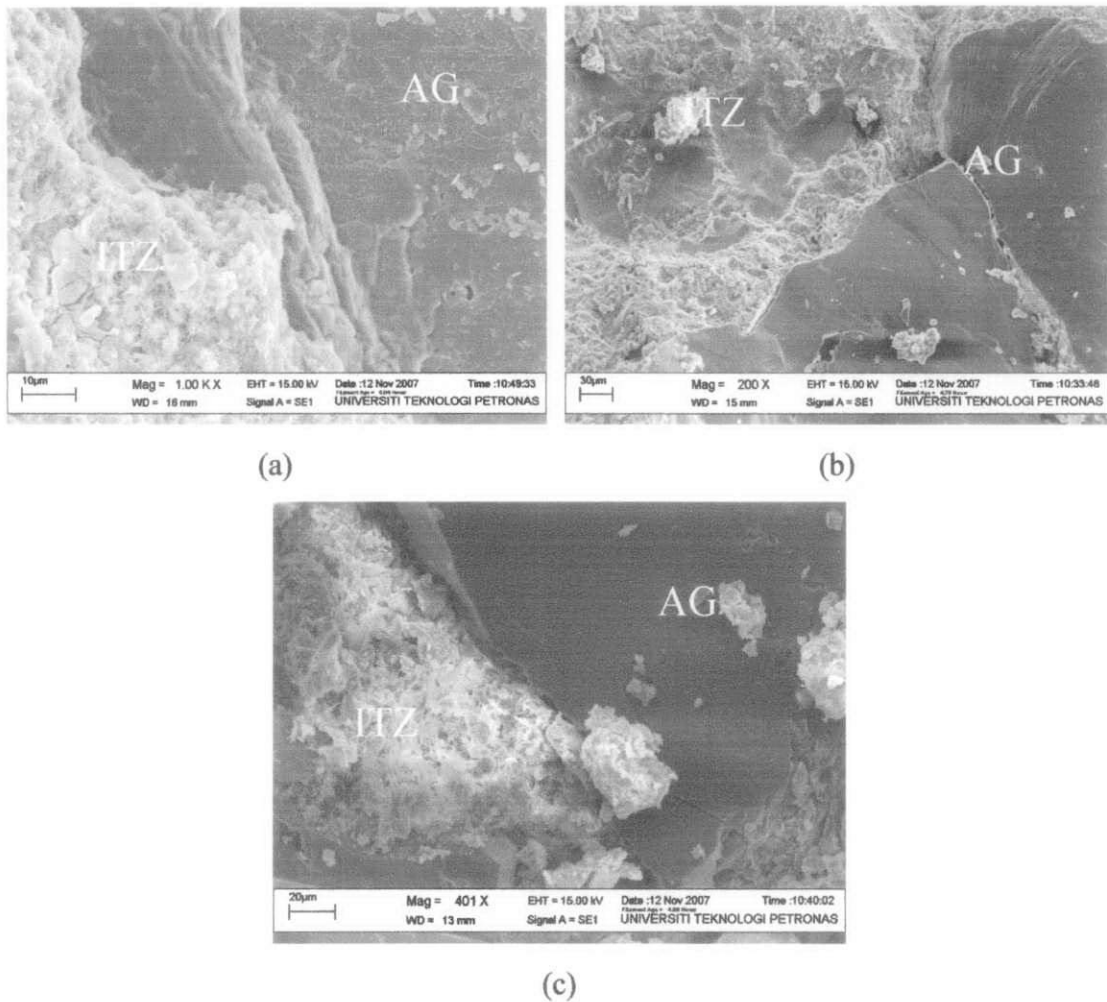 AG
ITZ
10µm
Mag = 1.00 K X
EHT = 15.00 kV
Date :12 Nov 2007
Time :10:49:33
WD = 16 mm
Signal A = SE1
UNIVERSITI TEKNOLOGI PETRONAS
(a)
ITZ
AG
30µm
Mag = 200 X
EHT = 15.00 kV
Date :12 Nov 2007
Time :10:33:46
WD = 15 mm
Signal A = SE1
UNIVERSITI TEKNOLOGI PETRONAS
(b)
AG
ITZ
20µm
Mag = 401 X
EHT = 15.00 kV
Date :12 Nov 2007
Time :10:40:02
WD = 13 mm
Signal A = SE1
UNIVERSITI TEKNOLOGI PETRONAS
(c)